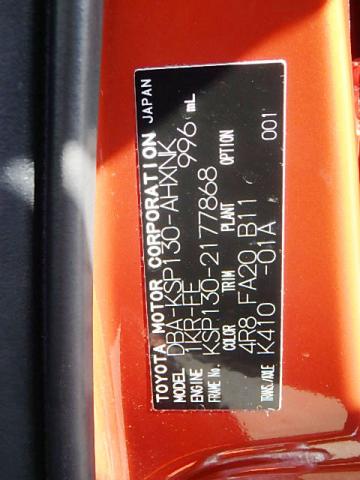 TOYOTA MOTOR CORPORATION JAPAN
MODEL DBA-KSP130-AHXNK
ENGINE 1KR-FE 996 mL
FRAME No. KSP130-2177868
COLOR TRIM PLANT OPTION
4R8 FA20 B11 001
TRANS/AXLE K410 -01A